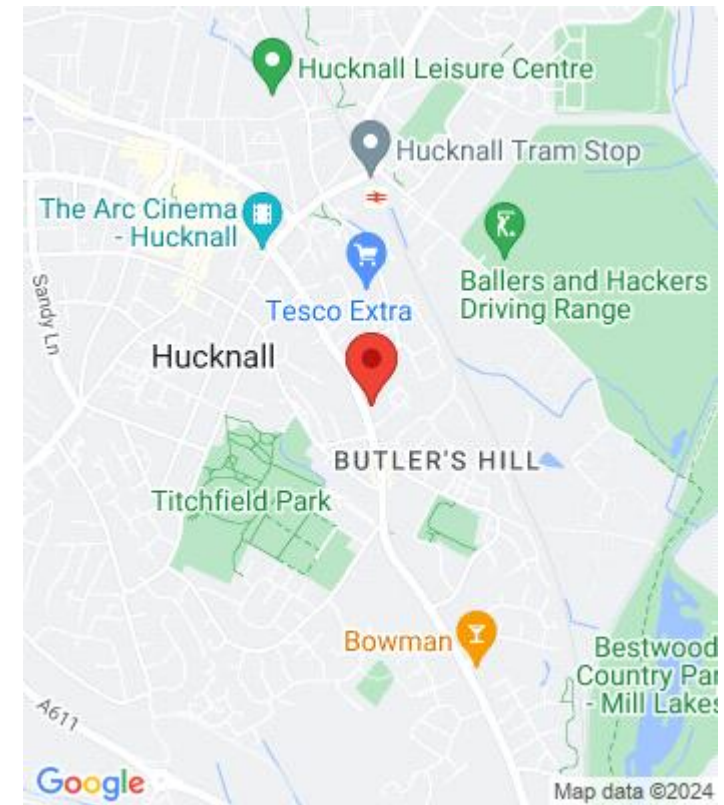 Hucknall Leisure Centre
Hucknall Tram Stop
The Arc Cinema
- Hucknall
Ballers and Hackers
Driving Range
Tesco Extra
Sandy Ln
Hucknall
BUTLER'S HILL
Titchfield Park
Bowman
Bestwood
Country Par
- Mill Lakes
A611
Google
Map data ©2024